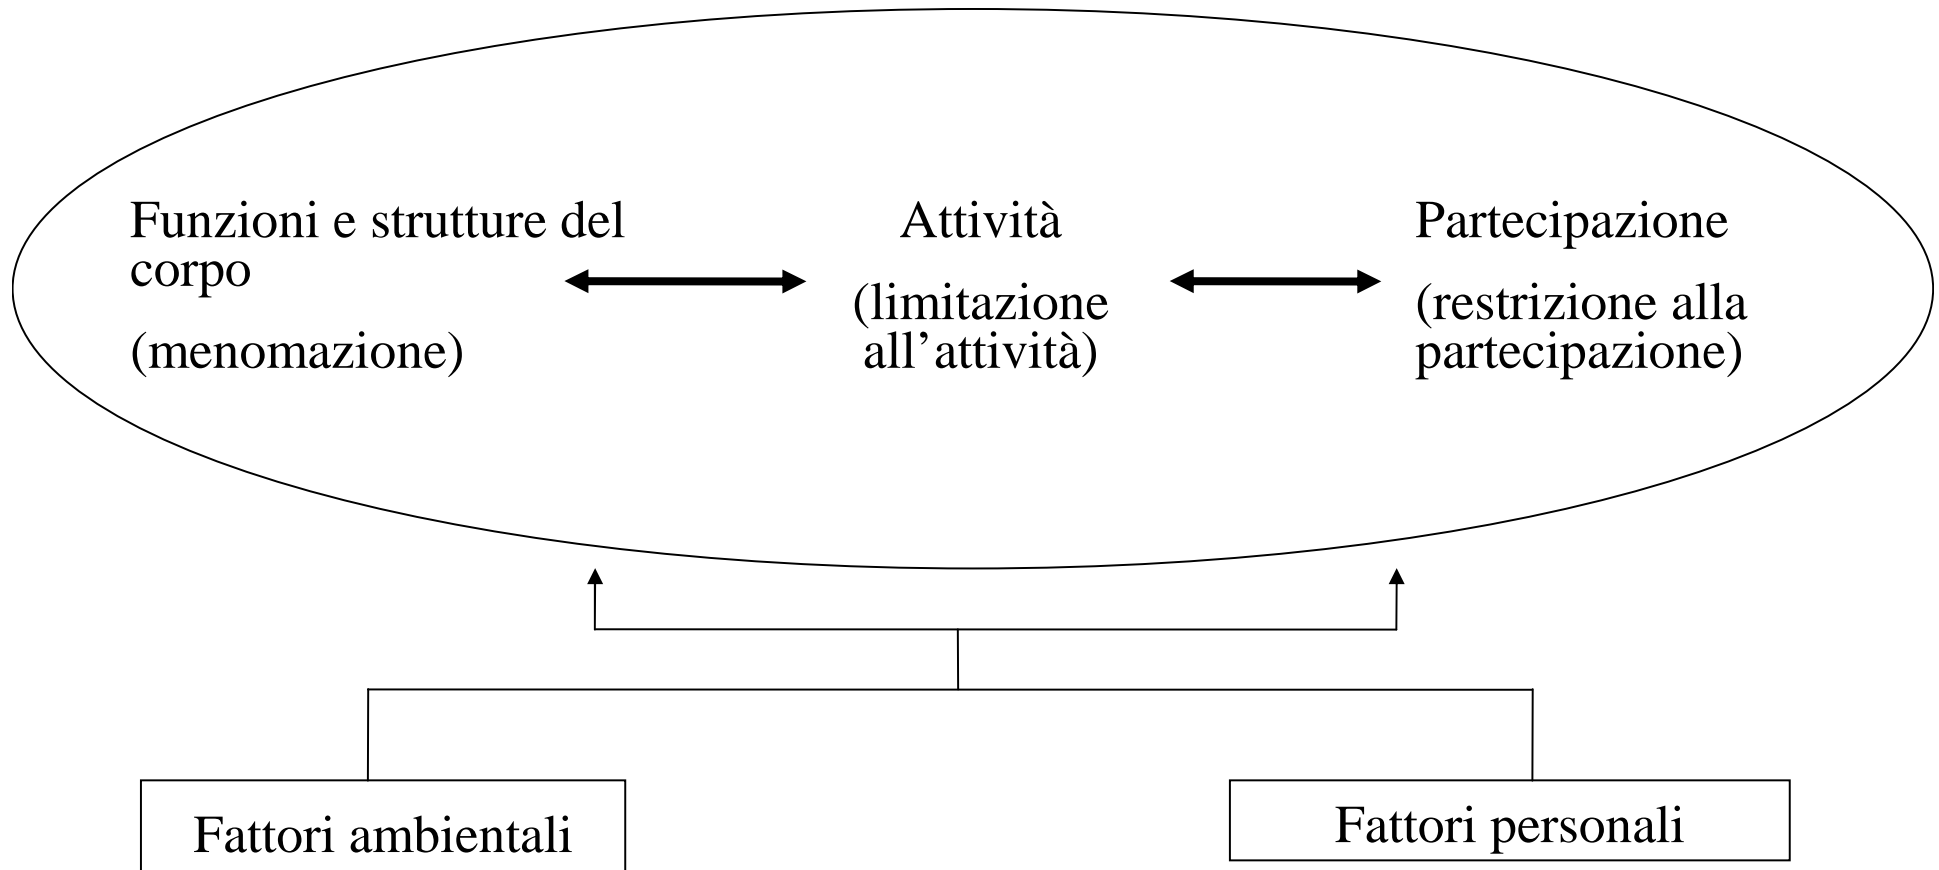 Funzioni e strutture del
corpo
(menomazione)
Attività
(limitazione
all’attività)
Partecipazione
(restrizione alla
partecipazione)
Fattori ambientali
Fattori personali